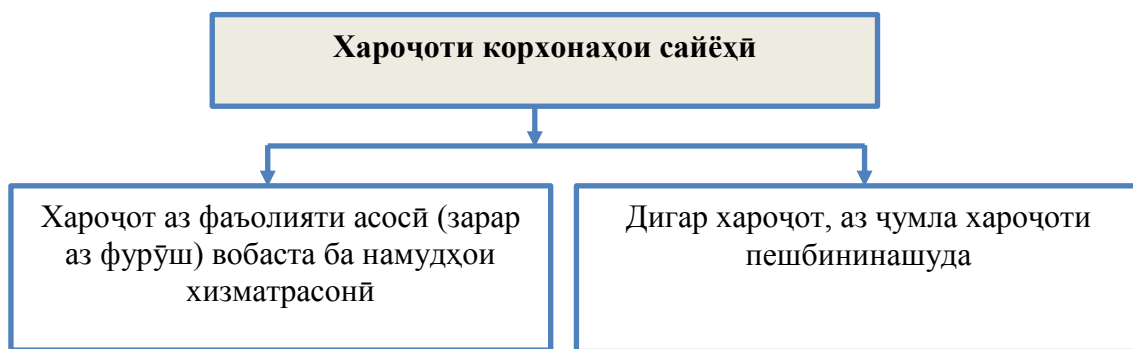 Хароҷоти корхонаҳои сайёҳӣ
Хароҷот аз фаъолияти асосӣ (зарар
аз фурӯш) вобаста ба намудҳои
хизматрасонӣ
Дигар хароҷот, аз ҷумла хароҷоти
пешбининашуда